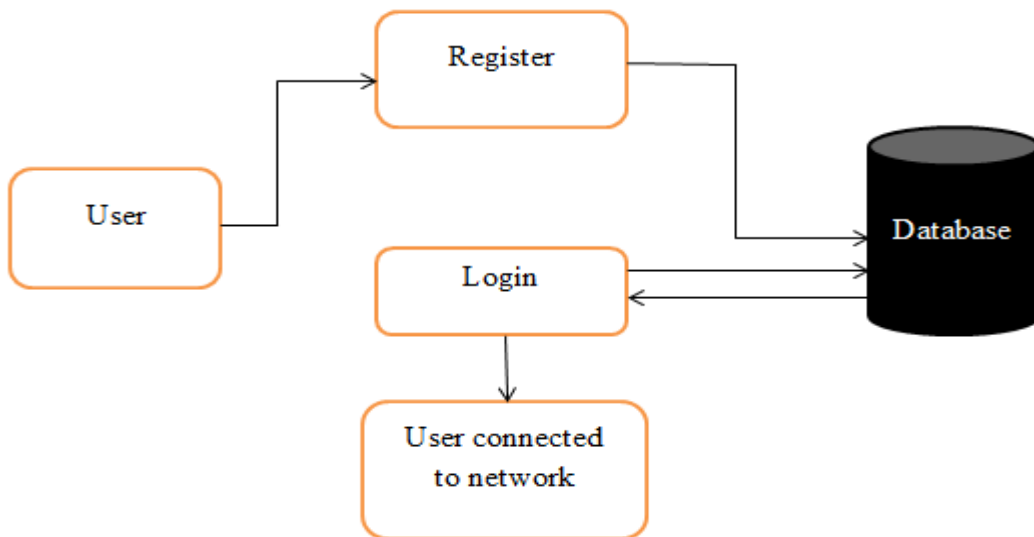 Register
User
Database
Login
User connected
to network